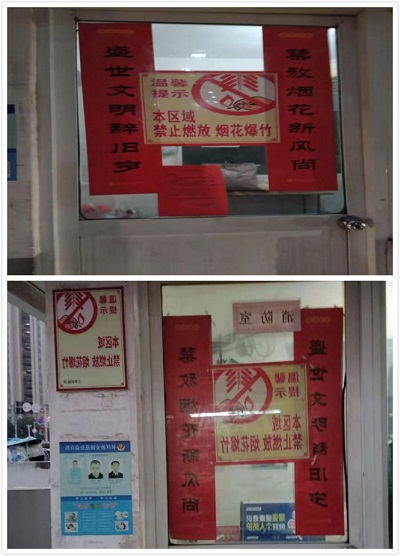 盛世文明辞旧岁
温馨
提示
本区域
禁止燃放 烟花爆竹
禁放烟花新风尚
温馨
提示
本区域
禁止燃放 烟花爆竹
消防室
盛世文明辞旧岁
温馨
提示
本区域
禁止燃放 烟花爆竹
禁放烟花新风尚